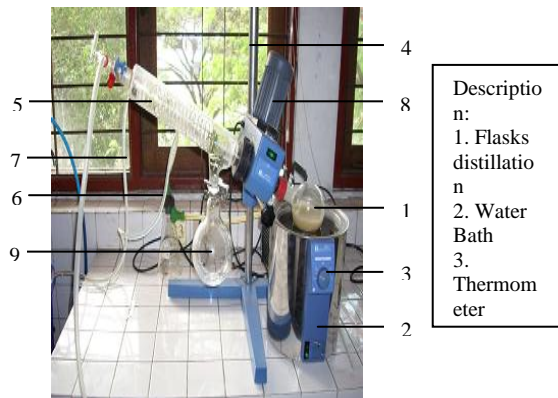 4
8
5
7
6
1
9
3
2
Descriptio
n:
1. Flasks
distillatio
n
2. Water
Bath
3.
Thermom
eter